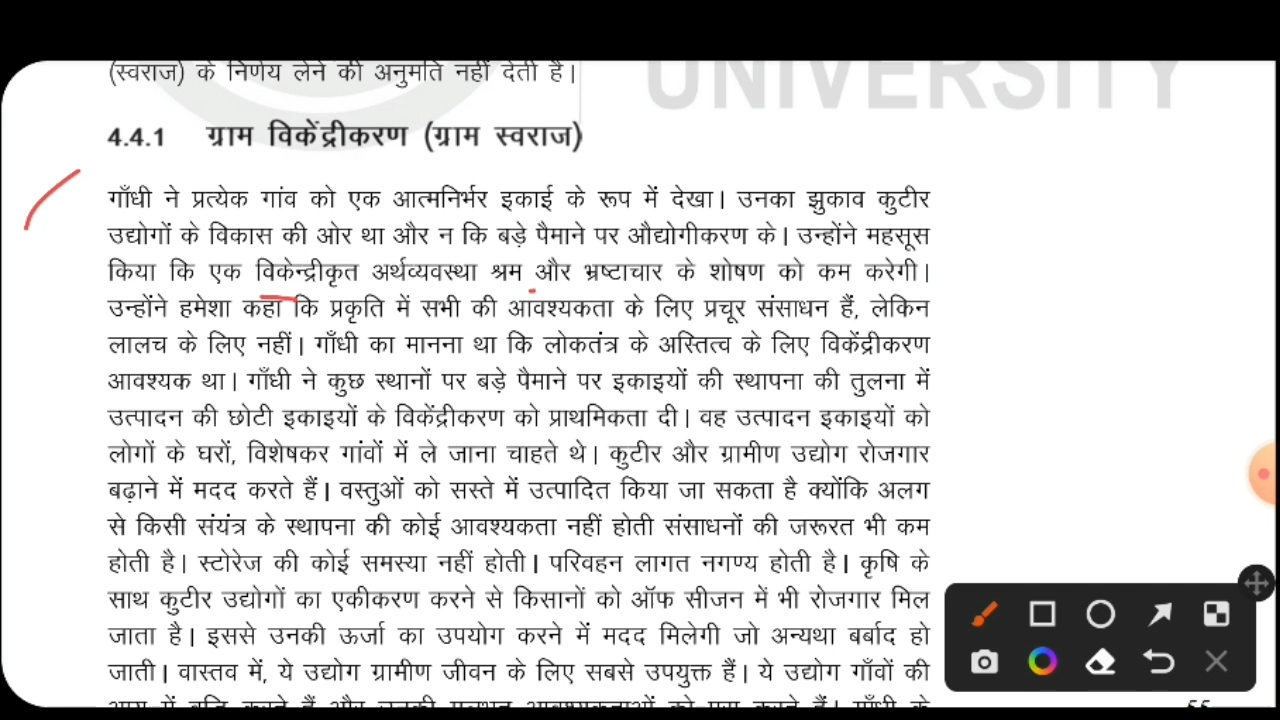 (स्वराज) के निर्णय लेने की अनुमति नहीं देती है।
UNIVERSITY
4.4.1 ग्राम विकेंद्रीकरण (ग्राम स्वराज)
गाँधी ने प्रत्येक गांव को एक आत्मनिर्भर इकाई के रूप में देखा। उनका झुकाव कुटीर
उद्योगों के विकास की ओर था और न कि बड़े पैमाने पर औद्योगीकरण के। उन्होंने महसूस
किया कि एक विकेन्द्रीकृत अर्थव्यवस्था श्रम और भ्रष्टाचार के शोषण को कम करेगी।
उन्होंने हमेशा कहा कि प्रकृति में सभी की आवश्यकता के लिए प्रचूर संसाधन हैं, लेकिन
लालच के लिए नहीं। गाँधी का मानना था कि लोकतंत्र के अस्तित्व के लिए विकेंद्रीकरण
आवश्यक था। गाँधी ने कुछ स्थानों पर बड़े पैमाने पर इकाइयों की स्थापना की तुलना में
उत्पादन की छोटी इकाइयों के विकेंद्रीकरण को प्राथमिकता दी। वह उत्पादन इकाइयों को
लोगों के घरों, विशेषकर गांवों में ले जाना चाहते थे। कुटीर और ग्रामीण उद्योग रोजगार
बढ़ाने में मदद करते हैं। वस्तुओं को सस्ते में उत्पादित किया जा सकता है क्योंकि अलग
से किसी संयंत्र के स्थापना की कोई आवश्यकता नहीं होती संसाधनों की जरूरत भी कम
होती है। स्टोरेज की कोई समस्या नहीं होती। परिवहन लागत नगण्य होती है। कृषि के
साथ कुटीर उद्योगों का एकीकरण करने से किसानों को ऑफ सीजन में भी रोजगार मिल
जाता है। इससे उनकी ऊर्जा का उपयोग करने में मदद मिलेगी जो अन्यथा बर्बाद हो
जाती। वास्तव में, ये उद्योग ग्रामीण जीवन के लिए सबसे उपयुक्त हैं। ये उद्योग गाँवों की